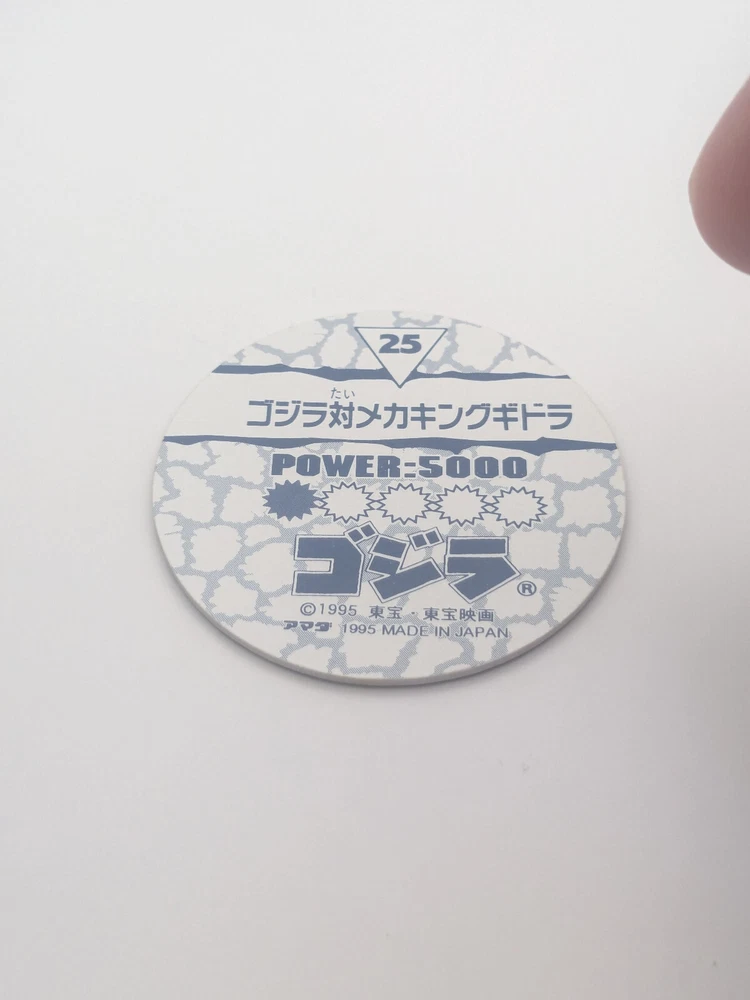 25
たい
ゴジラ対メカキングギドラ
POWER:5000
ゴジラ®
©1995 東宝・東宝映画
アマダ 1995 MADE IN JAPAN